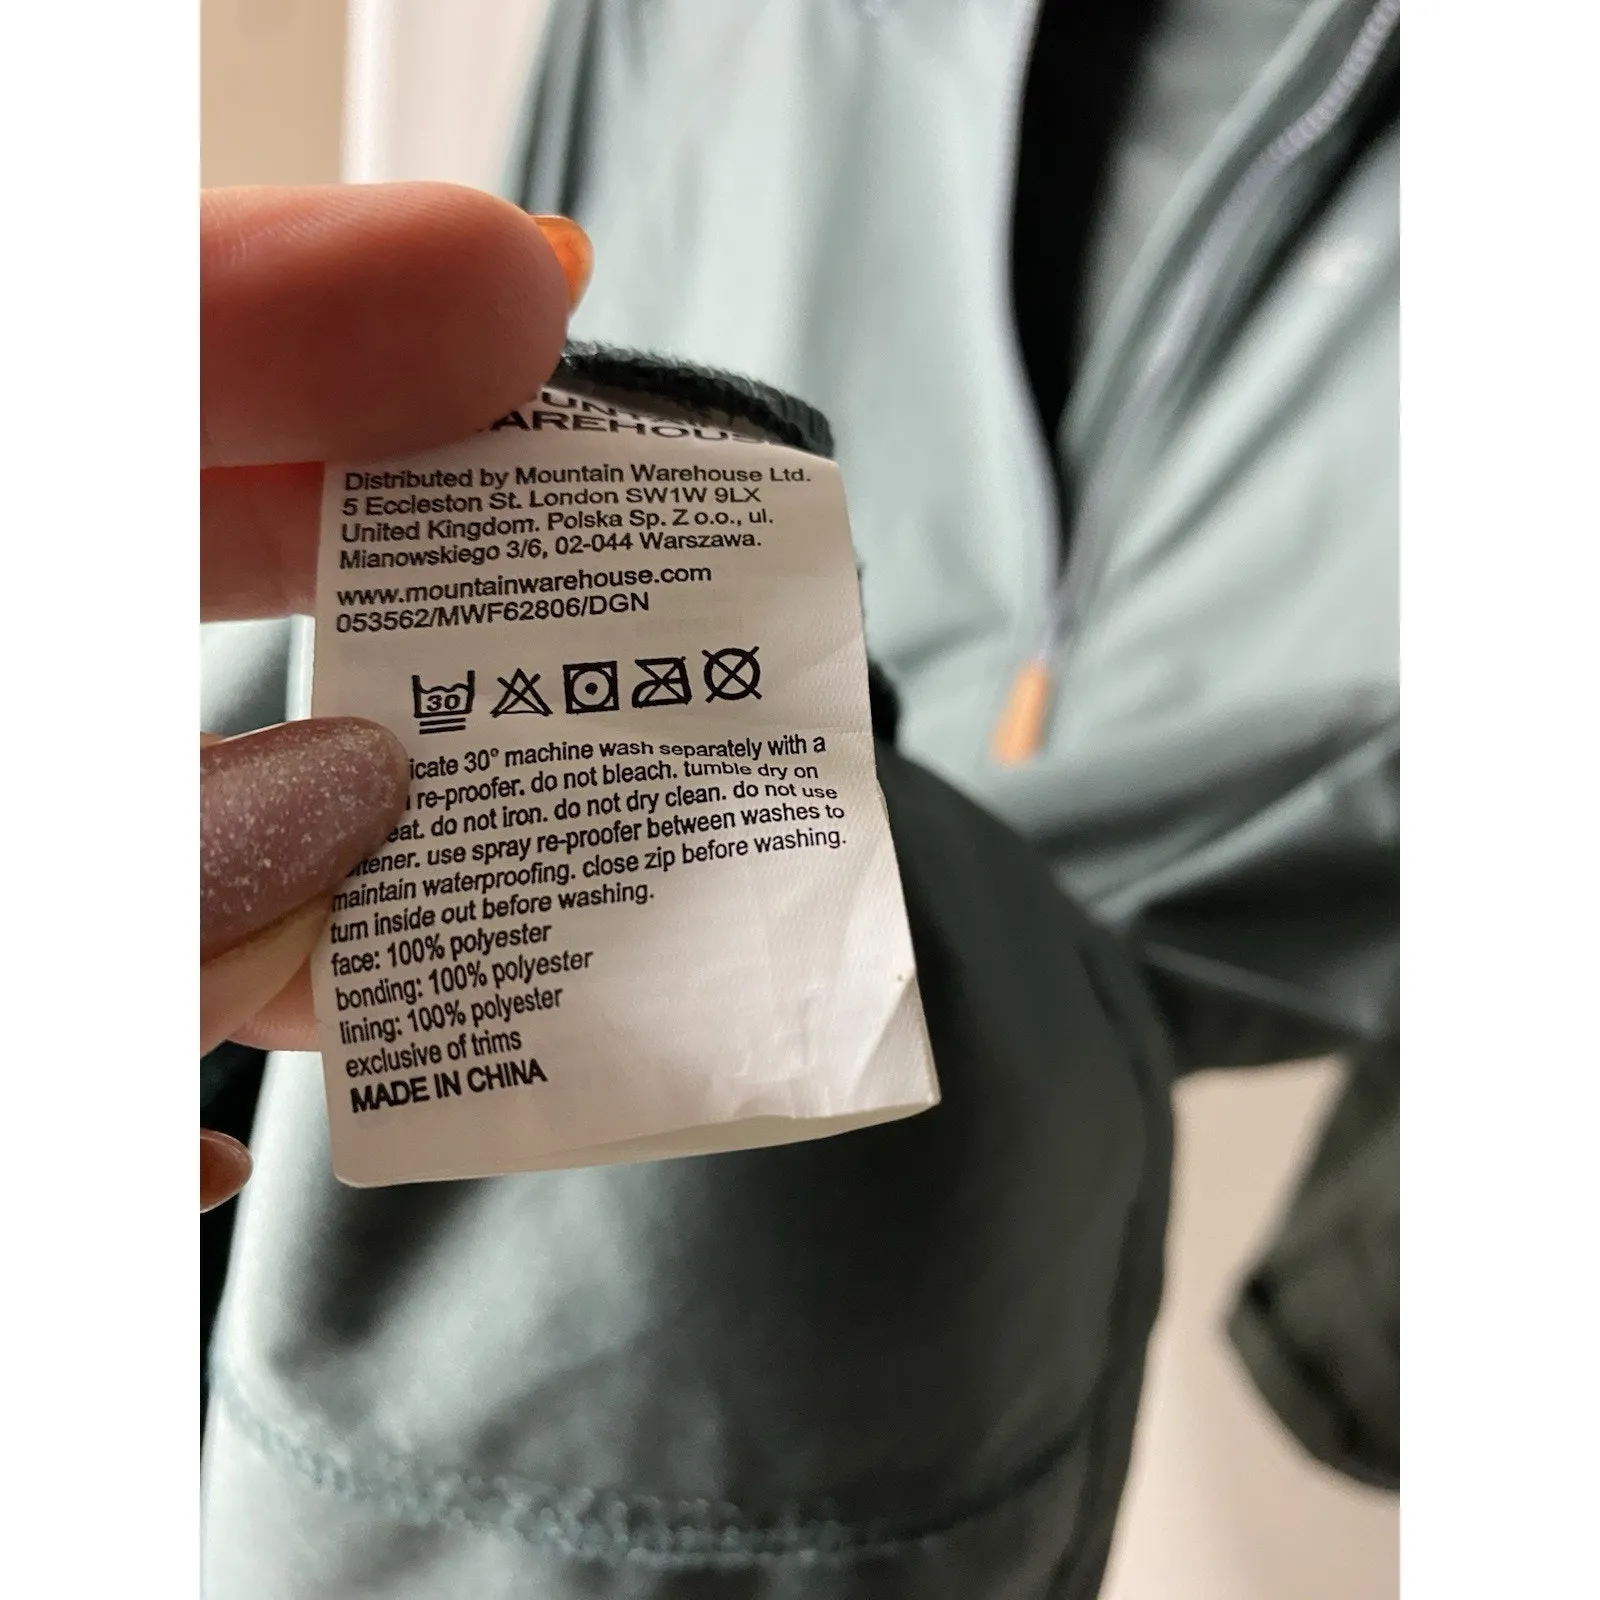 Distributed by Mountain Warehouse Ltd.
5 Eccleston St. London SW1W 9LX
United Kingdom. Polska Sp. Z o.o., ul.
Mianowskiego 3/6, 02-044 Warszawa.
www.mountainwarehouse.com
053562/MWF62806/DGN
30
30° machine wash separately with a
re-proofer. do not bleach. tumble dry on
do not iron. do not dry clean. do not use
use spray re-proofer between washes to
maintain waterproofing. close zip before washing.
turn inside out before washing.
face: 100% polyester
bonding: 100% polyester
lining: 100% polyester
exclusive of trims
MADE IN CHINA